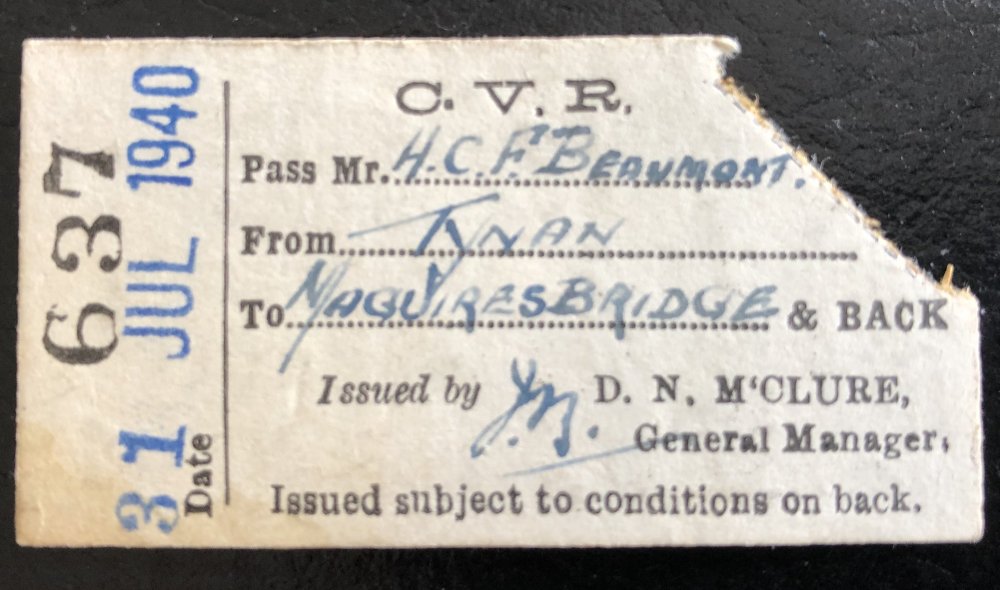 637
31 JUL 1940
Date
C. V. R.
Pass Mr. H. C. F. BEAUMONT.
From TYNAN
To MAGUIRESBRIDGE & BACK
Issued by D. N. M‘CLURE,
General Manager.
Issued subject to conditions on back.